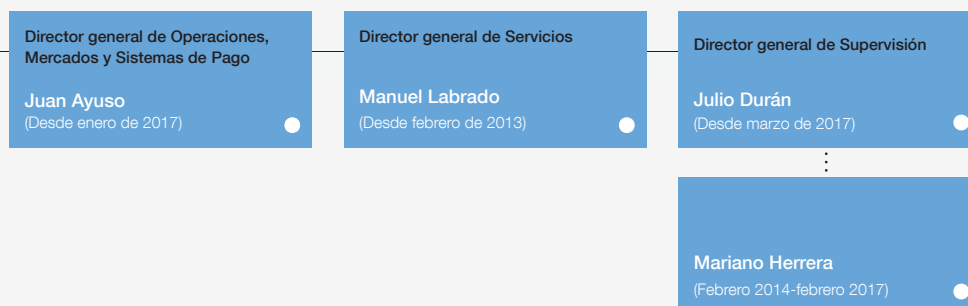 Director general de Operaciones,
Mercados y Sistemas de Pago
Juan Ayuso
(Desde enero de 2017)
Director general de Servicios
Manuel Labrado
(Desde febrero de 2013)
Director general de Supervisión
Julio Durán
(Desde marzo de 2017)
Mariano Herrera
(Febrero 2014-febrero 2017)